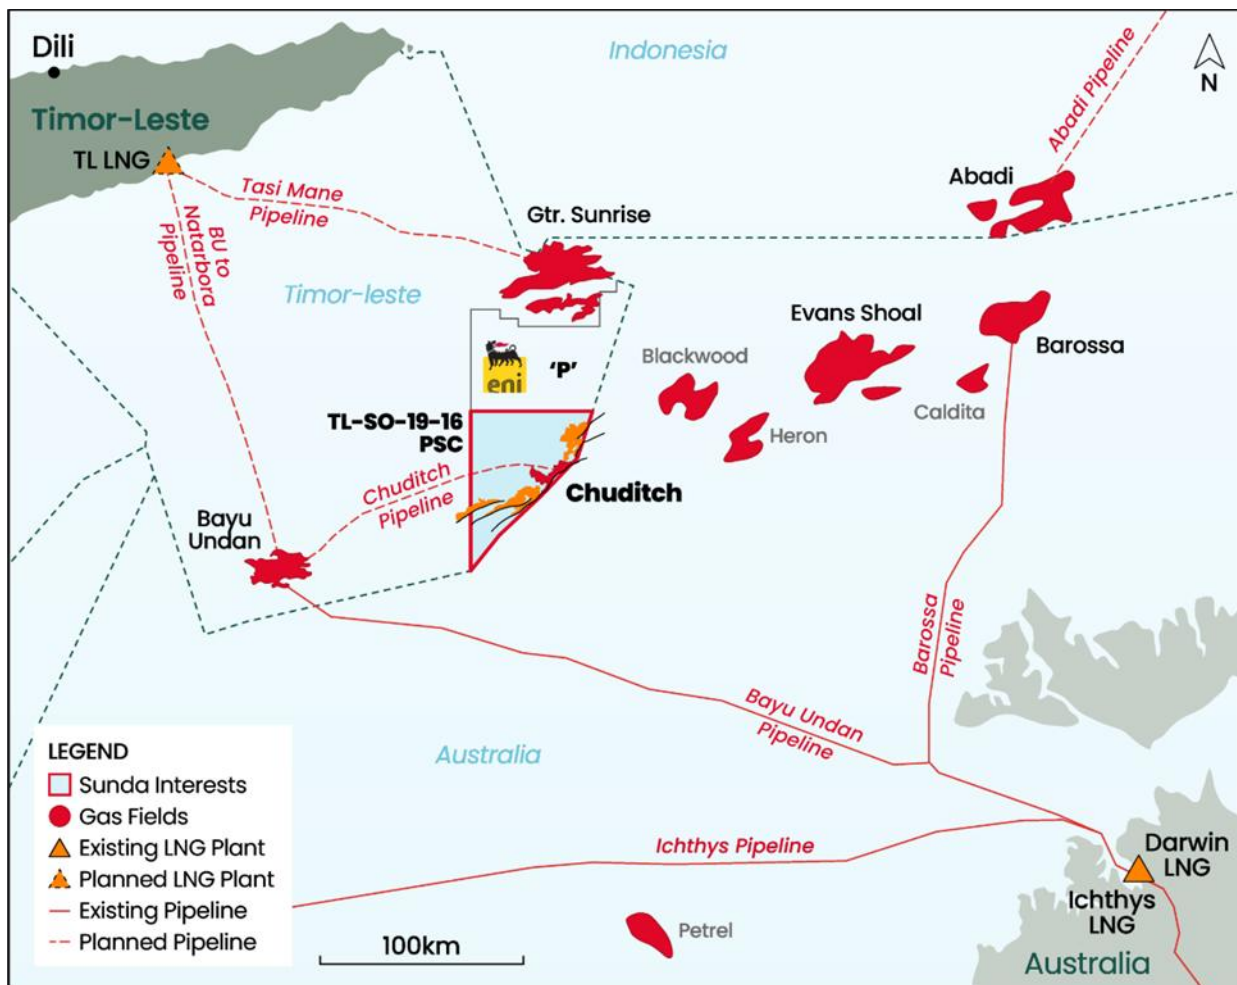 Dili
Indonesia
N
Abadi Pipeline
Timor-Leste
TL LNG
Tasi Mane
Pipeline
BU to
Natarbora
Pipeline
Abadi
Gtr. Sunrise
Timor-leste
Evans Shoal
Barossa
Blackwood
eni
'P'
Caldita
TL-SO-19-16
PSC
Heron
Chuditch
Pipeline
Chuditch
Bayu
Undan
Barossa
Pipeline
Bayu Undan
Pipeline
Australia
LEGEND
Sunda Interests
Gas Fields
Existing LNG Plant
Planned LNG Plant
Existing Pipeline
Planned Pipeline
Ichthys Pipeline
Darwin
LNG
Ichthys
LNG
Petrel
100km
Australia